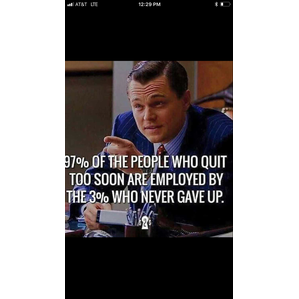 AT&T LTE 12:29 PM
97% OF THE PEOPLE WHO QUIT
TOO SOON ARE EMPLOYED BY
THE 3% WHO NEVER GAVE UP.